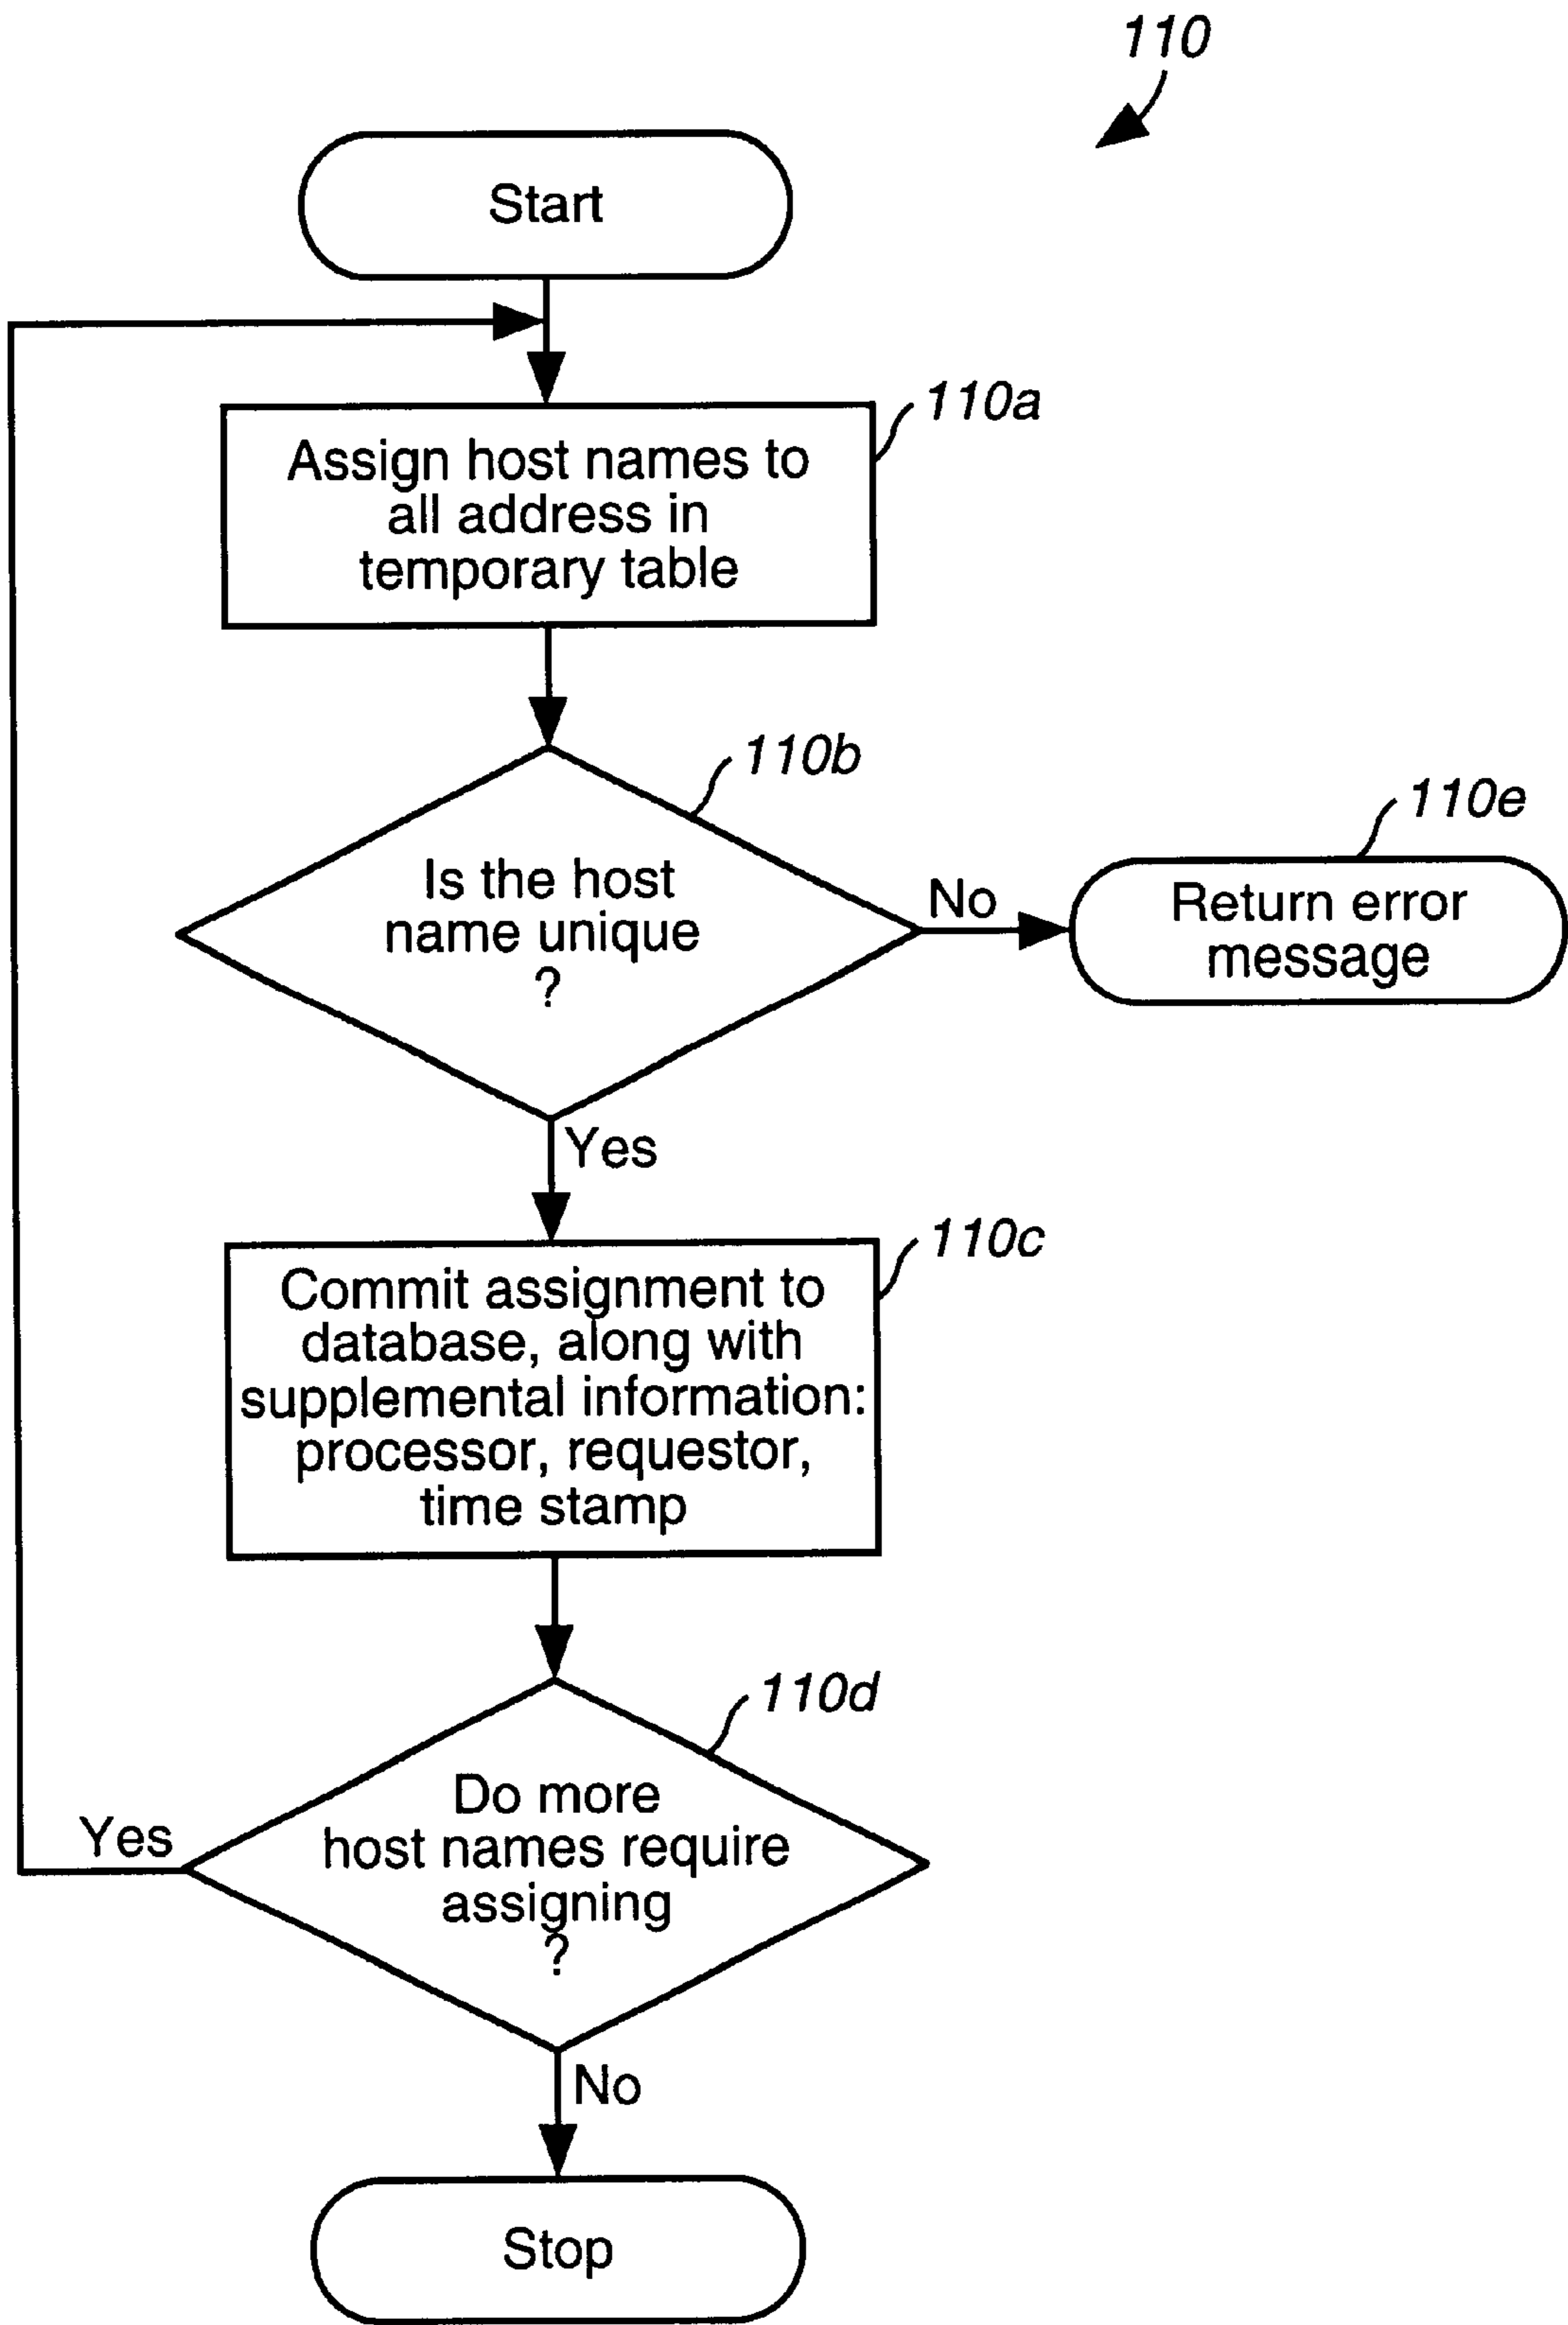 110
Start
110a
Assign host names to
all address in
temporary table
110b
Is the host
name unique
?
No
110e
Return error
message
Yes
110c
Commit assignment to
database, along with
supplemental information:
processor, requestor,
time stamp
110d
Do more
host names require
assigning
?
Yes
No
Stop